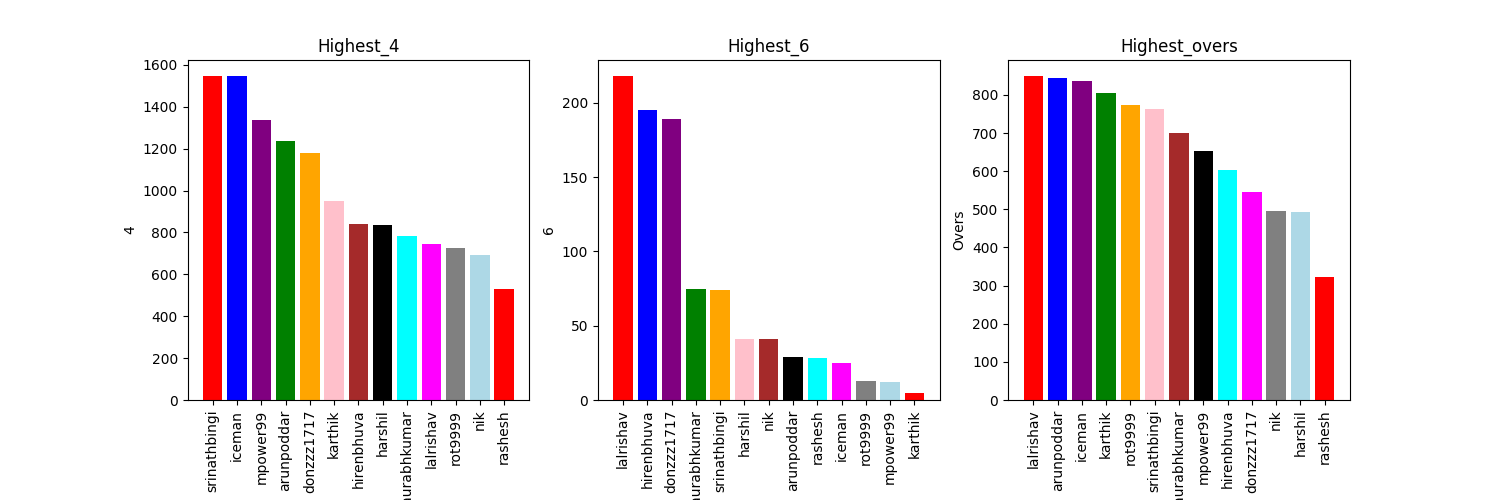 Highest_4
4
1600
1400
1200
1000
800
600
400
200
0
srinathbingi
iceman
mpower99
arunpoddar
donzzz1717
karthik
hirenbhuva
harshil
urabhkumar
lalrishav
rot9999
nik
rashesh
Highest_6
6
200
150
100
50
0
lalrishav
hirenbhuva
donzzz1717
urabhkumar
srinathbingi
harshil
nik
arunpoddar
rashesh
iceman
rot9999
mpower99
karthik
Highest_overs
Overs
800
700
600
500
400
300
200
100
0
lalrishav
arunpoddar
iceman
karthik
rot9999
srinathbingi
urabhkumar
mpower99
hirenbhuva
donzzz1717
nik
harshil
rashesh